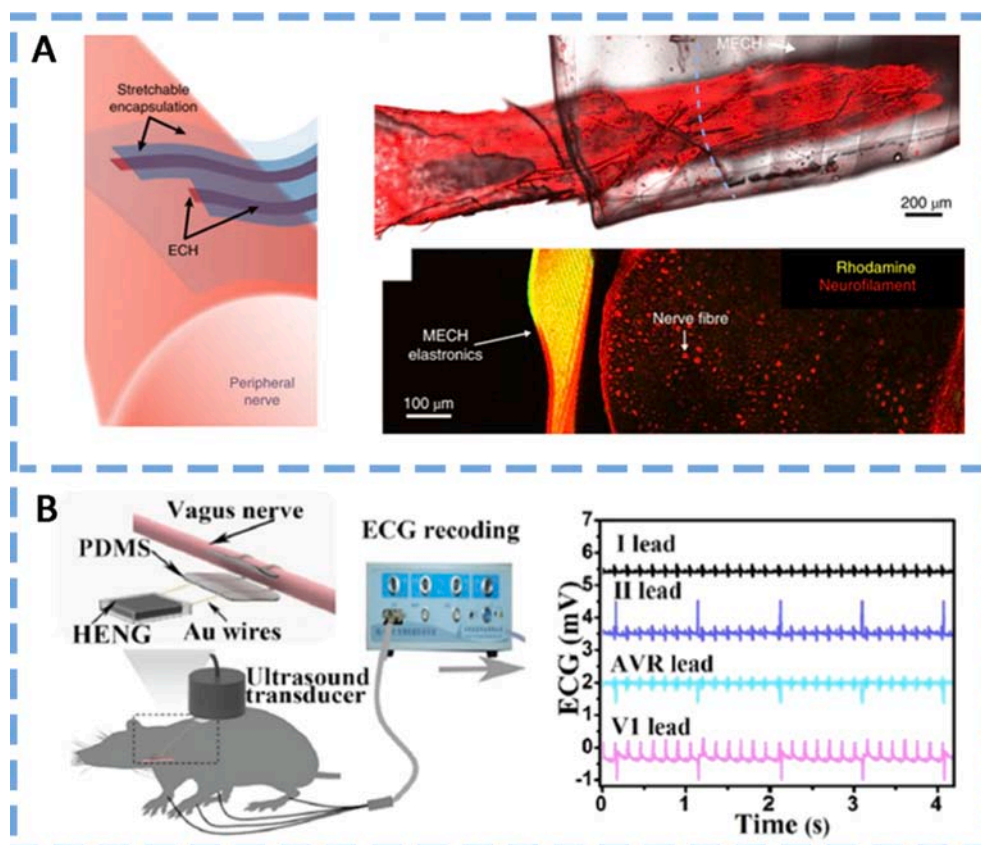 A
Stretchable
encapsulation
ECH
Peripheral
nerve
MECH
200 µm
Rhodamine
Neurofilament
Nerve fibre
MECH
elastronics
100 µm
B
Vagus nerve
PDMS
HENG
Au wires
Ultrasound
transducer
ECG recoding
7
6
5
4
3
2
1
0
-1
ECG (mV)
I lead
II lead
AVR lead
V1 lead
0 1 2 3 4
Time (s)